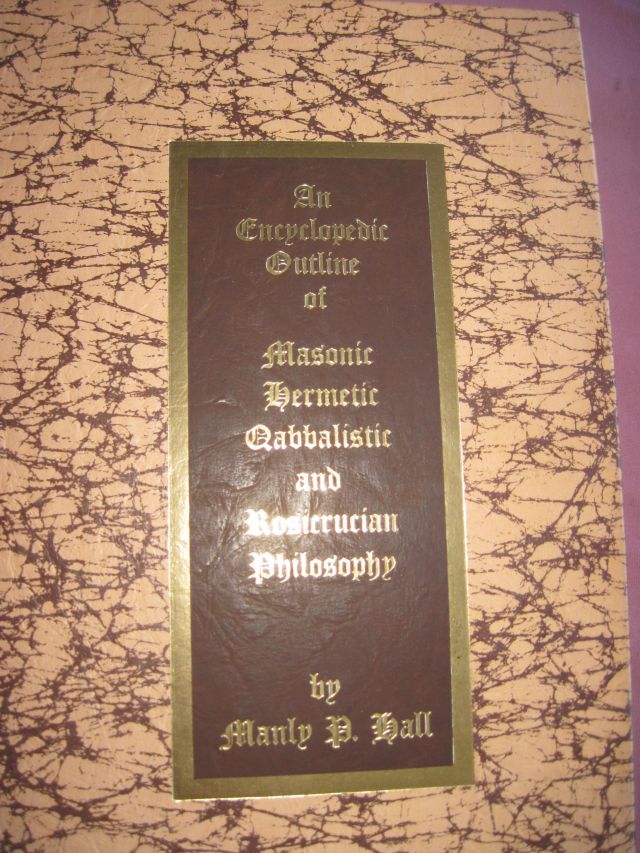 An
Encyclopedic
Outline
of
Masonic
Hermetic
Qabbalistic
and
Rosicrucian
Philosophy
by
Manly P. Hall